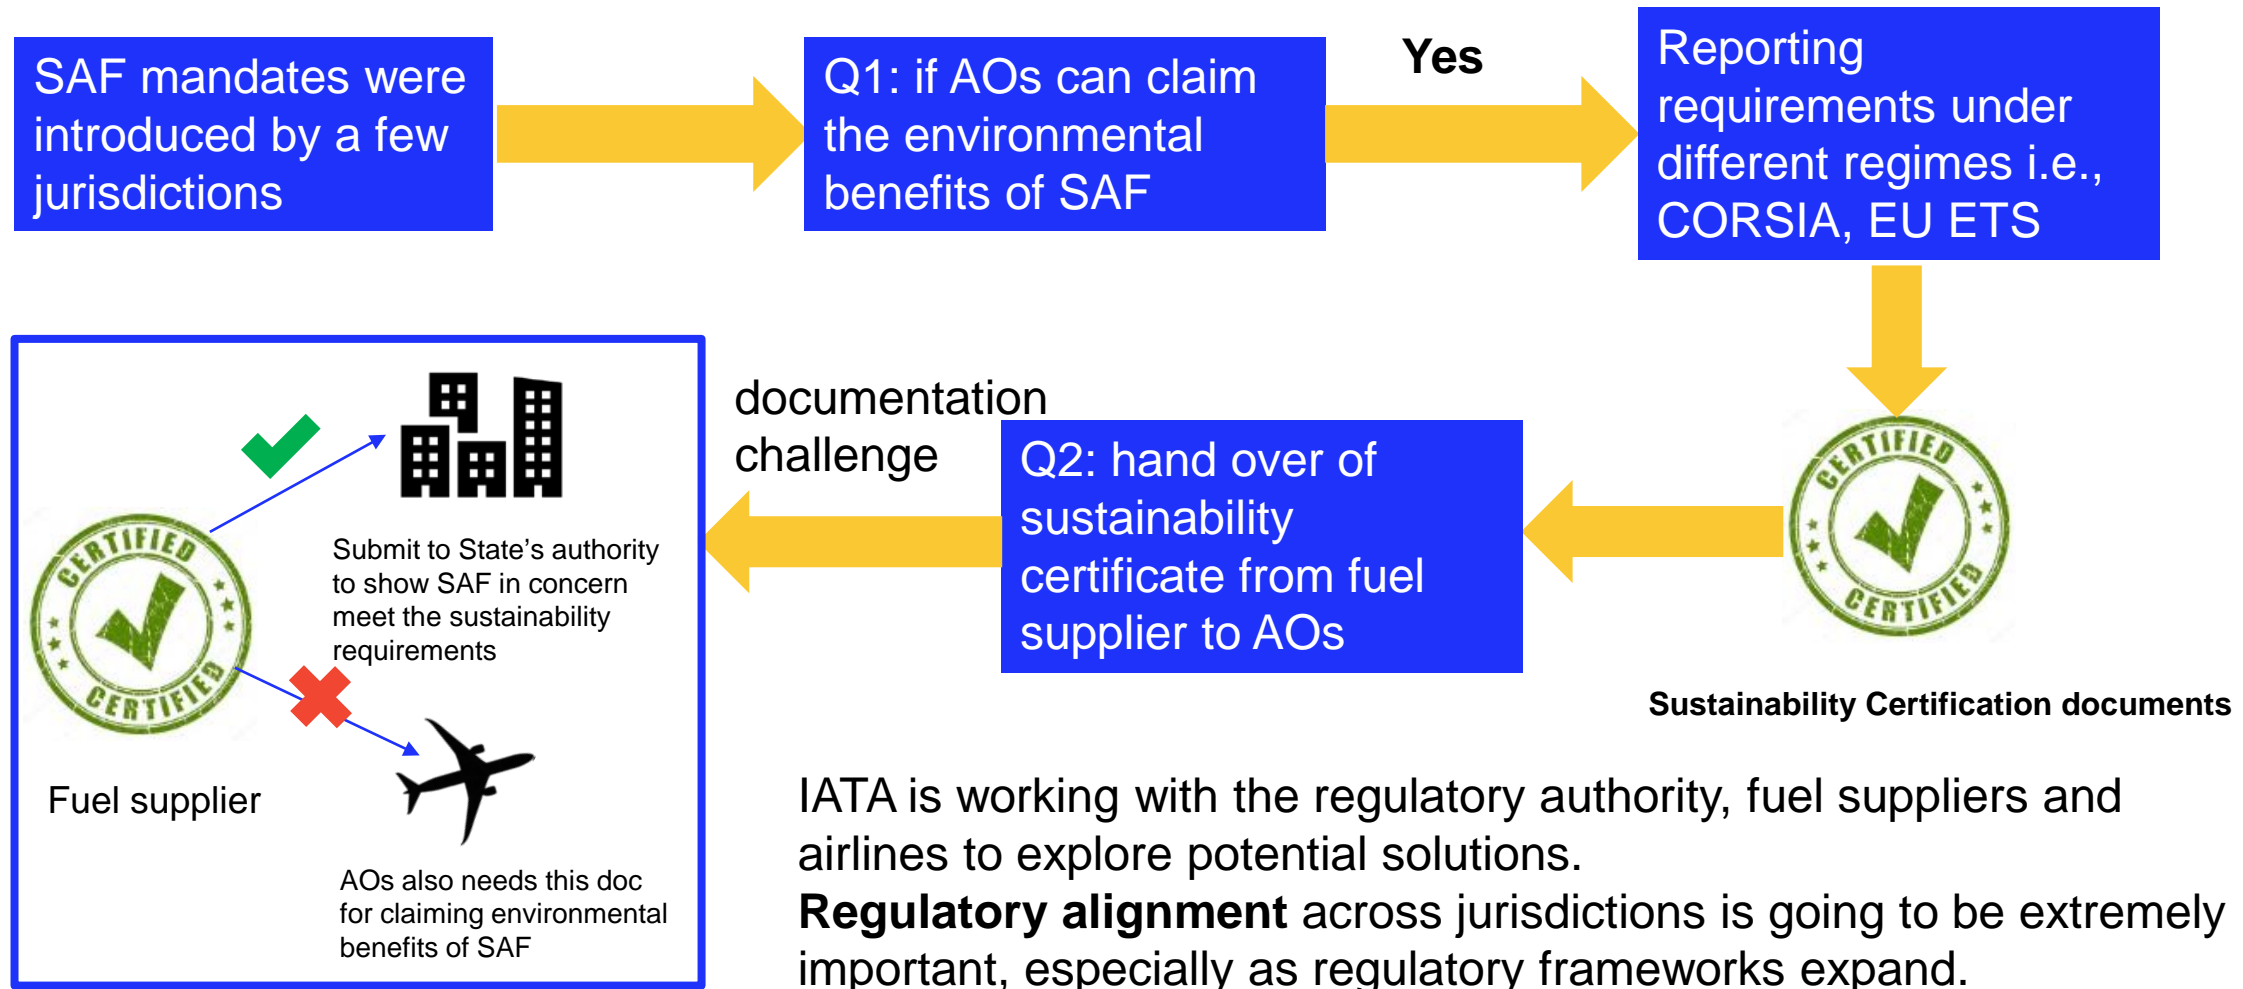 SAF mandates were
introduced by a few
jurisdictions
Q1: if AOs can claim
the environmental
benefits of SAF
Yes
Reporting
requirements under
different regimes i.e.,
CORSIA, EU ETS
CERTIFIED
CERTIFIED
Sustainability Certification documents
Q2: hand over of
sustainability
certificate from fuel
supplier to AOs
documentation
challenge
CERTIFIED
CERTIFIED
Fuel supplier
Submit to State’s authority
to show SAF in concern
meet the sustainability
requirements
AOs also needs this doc
for claiming environmental
benefits of SAF
IATA is working with the regulatory authority, fuel suppliers and
airlines to explore potential solutions.
Regulatory alignment across jurisdictions is going to be extremely
important, especially as regulatory frameworks expand.